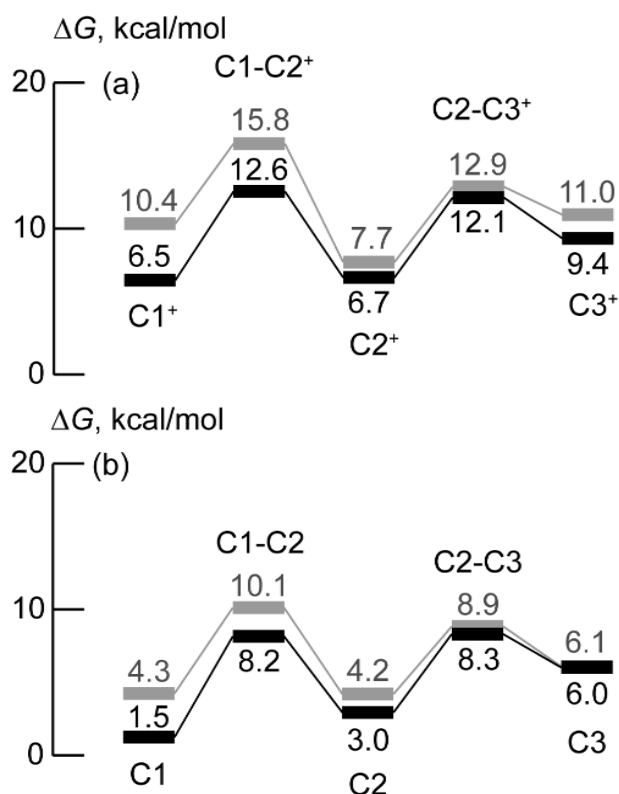 ΔG, kcal/mol
20
(a)
C1-C2⁺
15.8
C2-C3⁺
12.6
12.9
10.4
11.0
10
6.5
12.1
7.7
9.4
C1⁺
6.7
C3⁺
C2⁺
0
ΔG, kcal/mol
20
(b)
C1-C2
C2-C3
10.1
10
8.9
4.3
8.2
4.2
8.3
6.1
1.5
3.0
6.0
0
C1
C2
C3